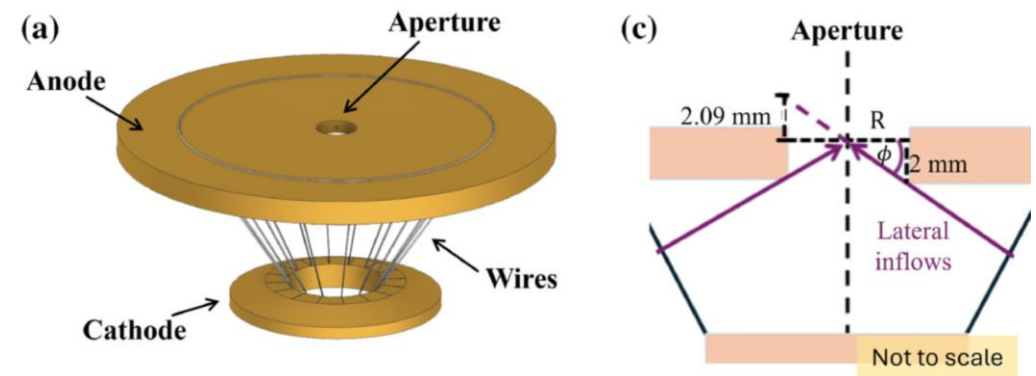 (a)
Aperture
Anode
Wires
Cathode
(c)
Aperture
2.09 mm
R
ϕ
2 mm
Lateral
inflows
Not to scale